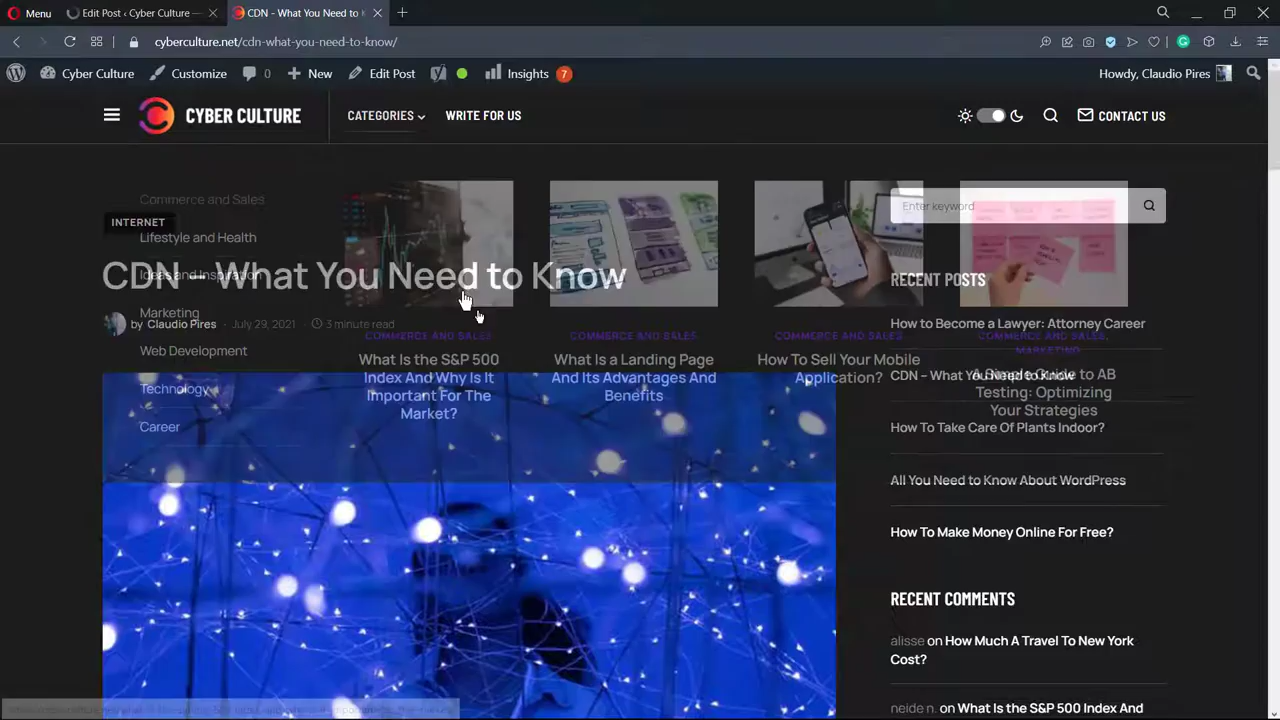 Menu
Edit Post ‹ Cyber Culture —
CDN - What You Need to K
cyberculture.net/cdn-what-you-need-to-know/
Cyber Culture
Customize
0
New
Edit Post
Insights
7
Howdy, Claudio Pires
CYBER CULTURE
CATEGORIES
WRITE FOR US
CONTACT US
Commerce and Sales
INTERNET
Lifestyle and Health
Ideas and Inspiration
CDN – What You Need to Know
Marketing
by Claudio Pires
July 29, 2021
3 minute read
Web Development
Technology
Career
COMMERCE AND SALES
What Is the S&P 500
Index And Why Is It
Important For The
Market?
COMMERCE AND SALES
What Is a Landing Page
And Its Advantages And
Benefits
COMMERCE AND SALES
How To Sell Your Mobile
Application?
COMMERCE AND SALES,
MARKETING
A Simple Guide to AB
Testing: Optimizing
Your Strategies
Enter keyword
RECENT POSTS
How to Become a Lawyer: Attorney Career
CDN – What You Need to Know
How To Take Care Of Plants Indoor?
All You Need to Know About WordPress
How To Make Money Online For Free?
RECENT COMMENTS
alisse on How Much A Travel To New York
Cost?
neide n. on What Is the S&P 500 Index And